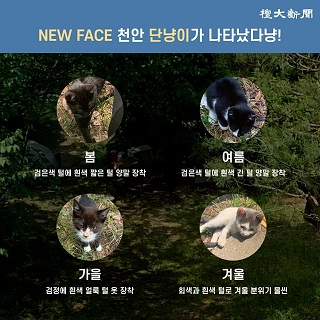 檀大新聞
NEW FACE 천안 단냥이가 나타났다냥!
봄
검은색 털에 흰색 짧은 털 양말 장착
여름
검은색 털에 흰색 긴 털 양말 장착
가을
검정에 흰색 얼룩 털 옷 장착
겨울
회색과 흰색 털로 겨울 분위기 물씬